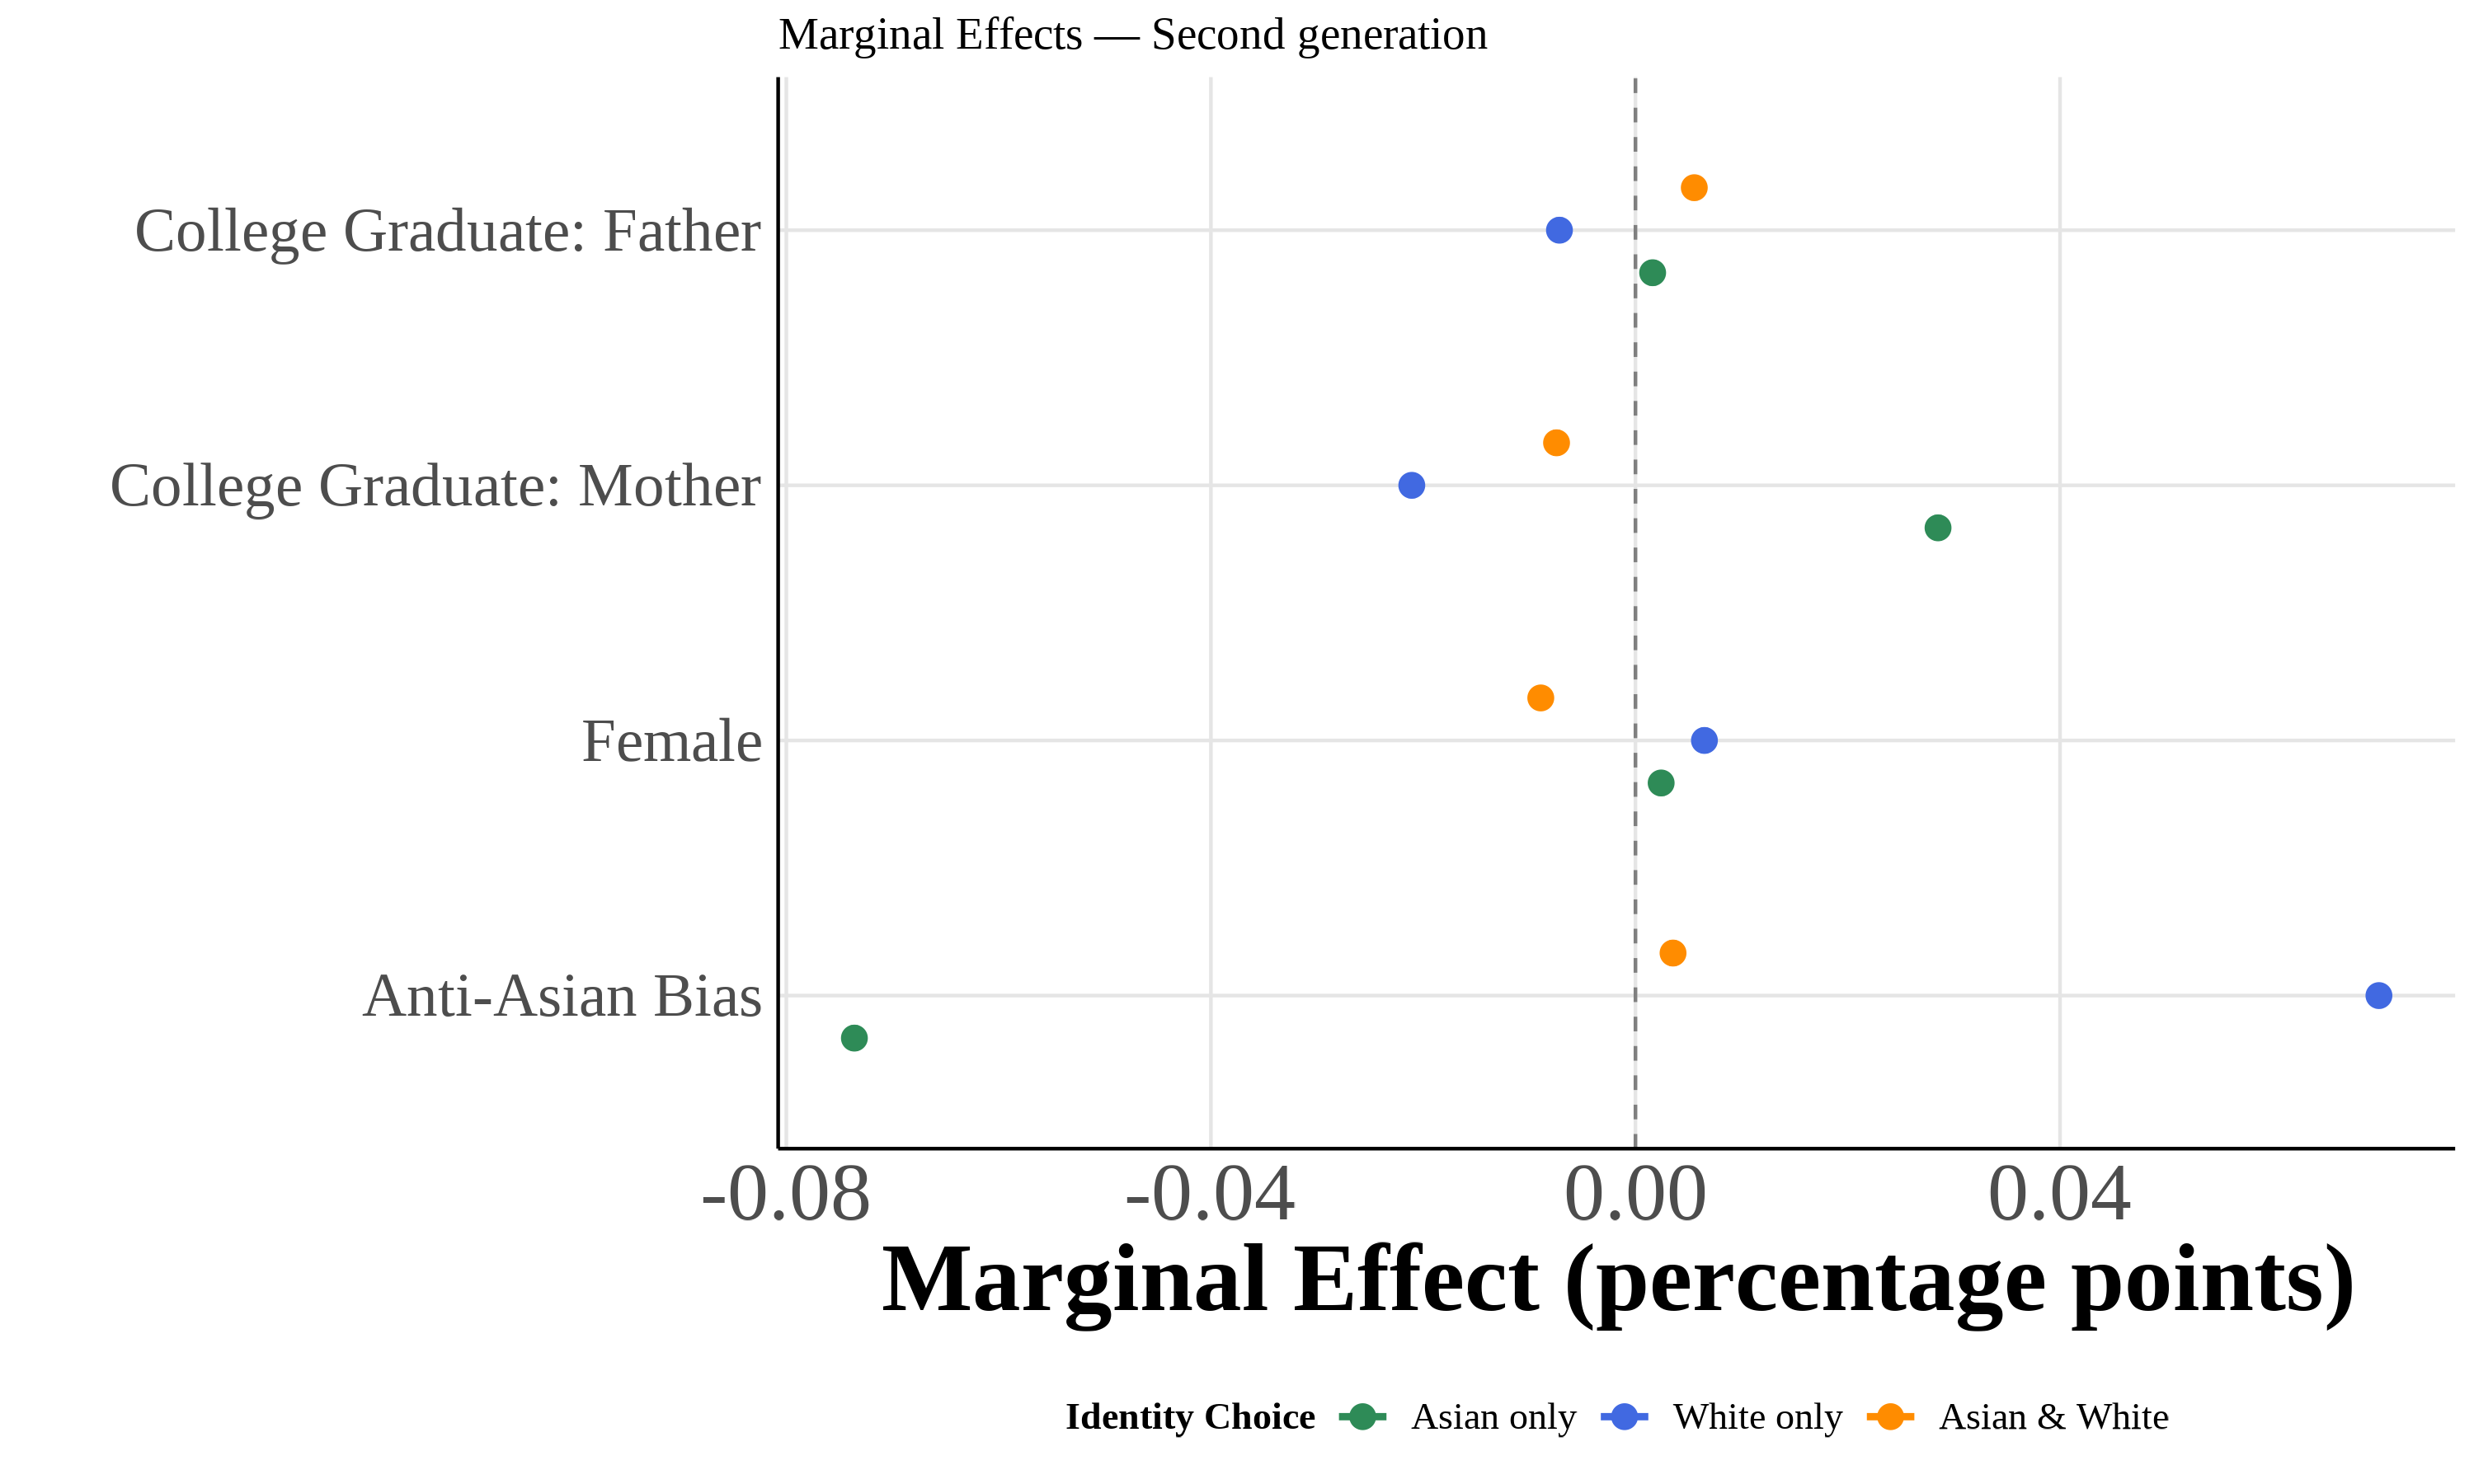 Marginal Effects — Second generation
College Graduate: Father
College Graduate: Mother
Female
Anti-Asian Bias
-0.08 -0.04 0.00 0.04
Marginal Effect (percentage points)
Identity Choice Asian only White only Asian & White